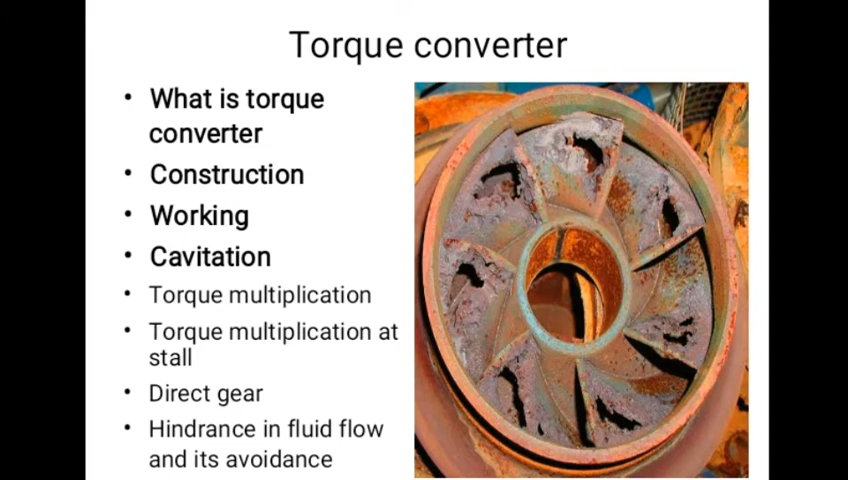 Torque converter
• What is torque
converter
• Construction
• Working
• Cavitation
• Torque multiplication
• Torque multiplication at
stall
• Direct gear
• Hindrance in fluid flow
and its avoidance